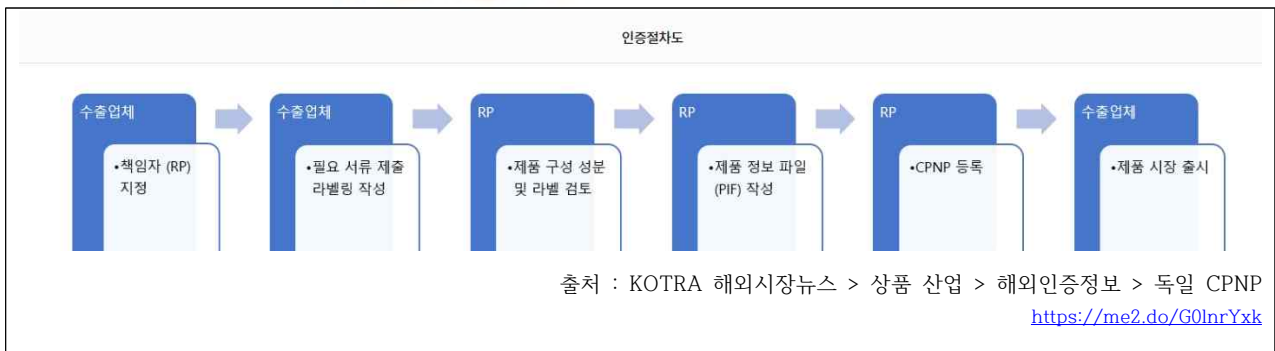 인증절차도
수출업체
•책임자 (RP)
지정
수출업체
•필요 서류 제출
라벨링 작성
RP
•제품 구성 성분
및 라벨 검토
RP
•제품 정보 파일
(PIF) 작성
RP
•CPNP 등록
수출업체
•제품 시장 출시
출처 : KOTRA 해외시장뉴스 > 상품 산업 > 해외인증정보 > 독일 CPNP
https://me2.do/G0lnrYxk